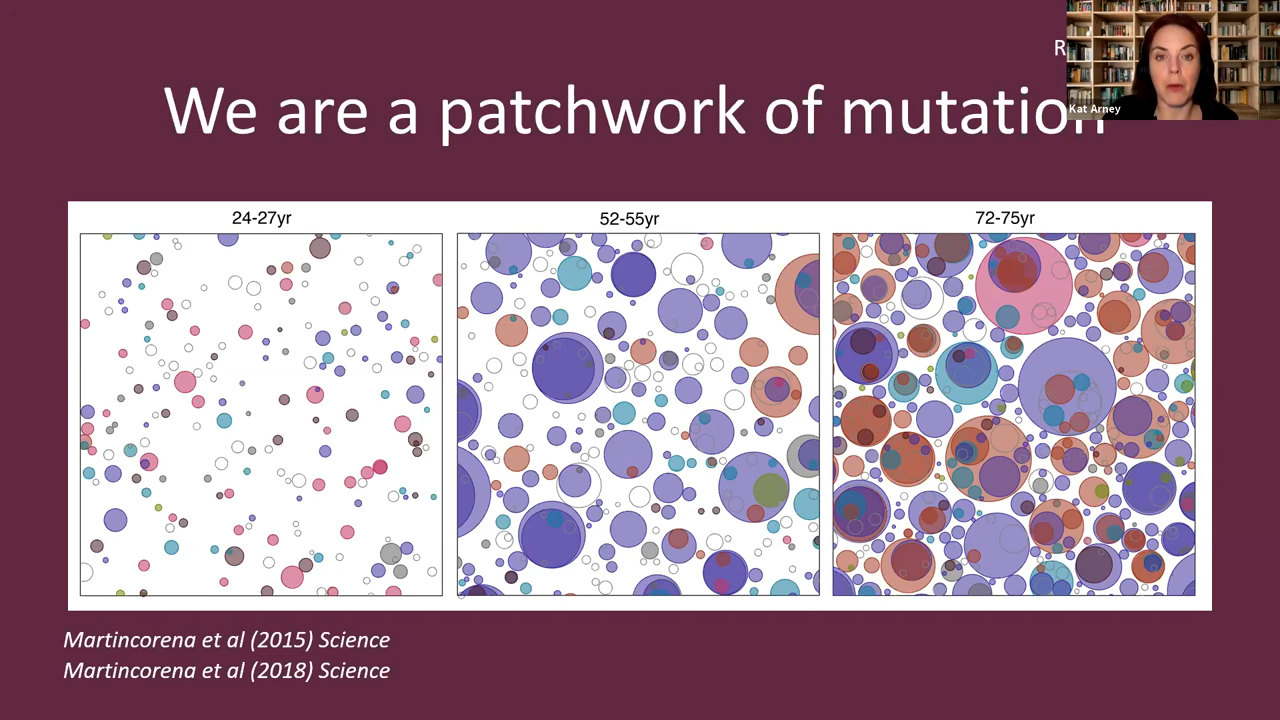 R
Kat Arney
We are a patchwork of mutation
24-27yr
52-55yr
72-75yr
Martincorena et al (2015) Science
Martincorena et al (2018) Science